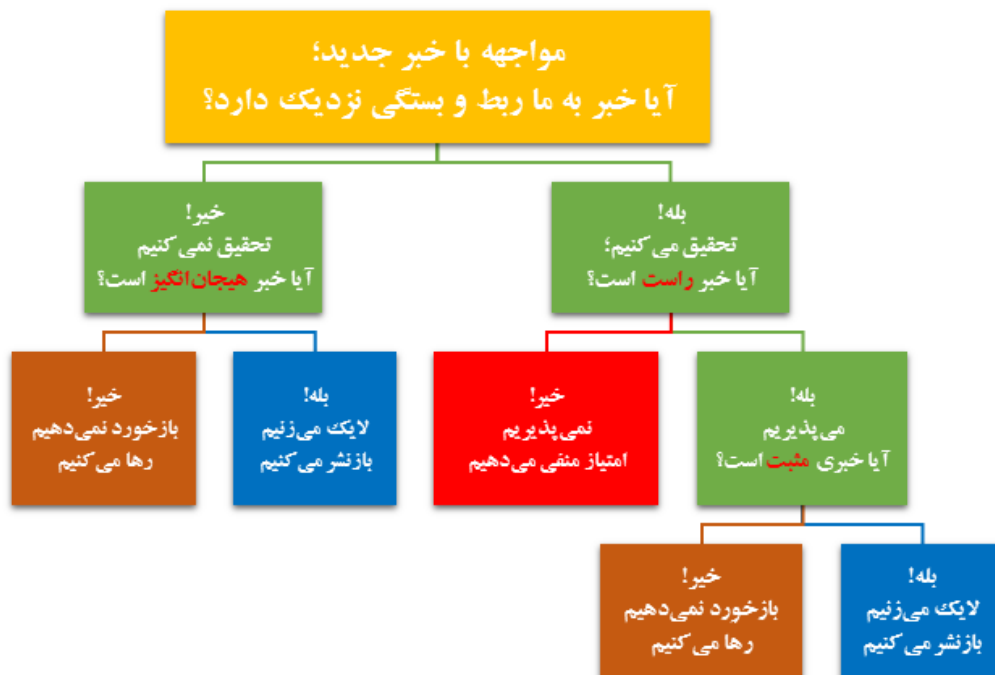 مواجهه با خبر جدید؛
آیا خبر به ما ربط و بستگی نزدیک دارد؟
بله!
تحقیق می‌کنیم؛
آیا خبر راست است؟
خیر!
تحقیق نمی‌کنیم
آیا خبر هیجان‌انگیز است؟
بله!
می‌پذیریم
آیا خبری مثبت است؟
خیر!
نمی‌پذیریم
امتیاز منفی می‌دهیم
بله!
لایک می‌زنیم
بازنشر می‌کنیم
خیر!
بازخورد نمی‌دهیم
رها می‌کنیم
بله!
لایک می‌زنیم
بازنشر می‌کنیم
خیر!
بازخورد نمی‌دهیم
رها می‌کنیم